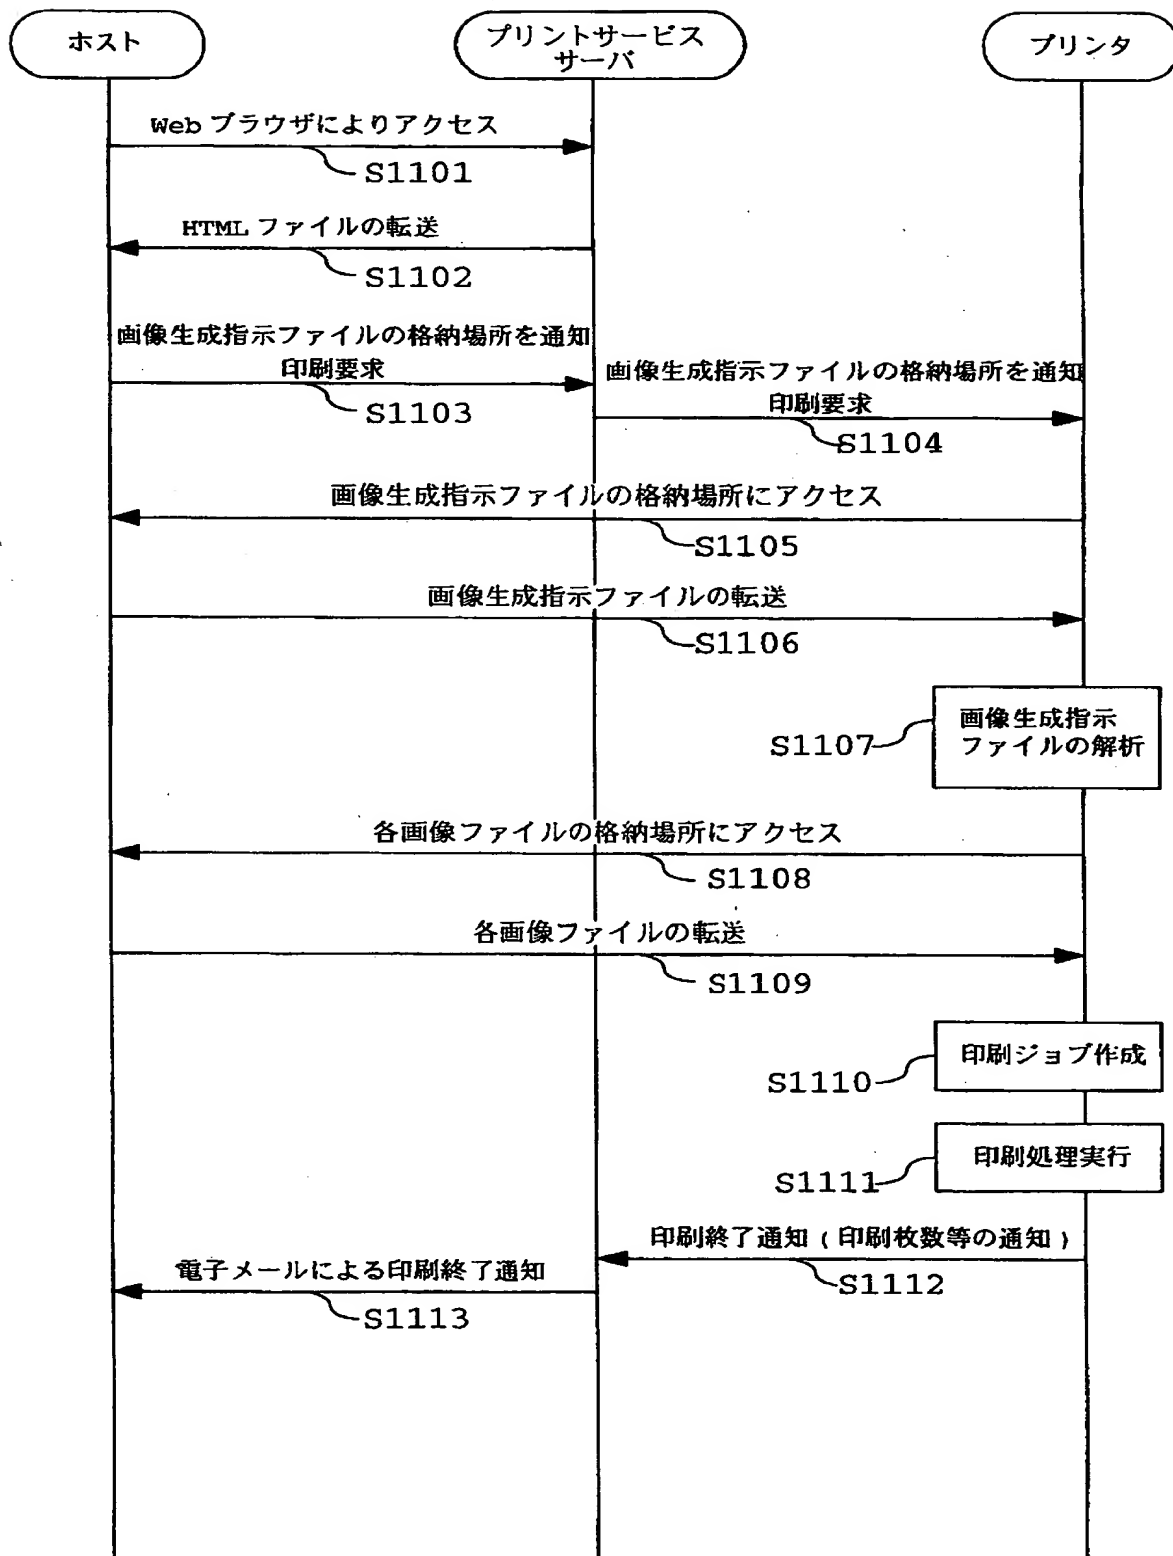 ホスト
プリントサービス
サーバ
プリンタ
Web ブラウザによりアクセス
S1101
HTML ファイルの転送
S1102
画像生成指示ファイルの格納場所を通知
印刷要求
S1103
画像生成指示ファイルの格納場所を通知
印刷要求
S1104
画像生成指示ファイルの格納場所にアクセス
S1105
画像生成指示ファイルの転送
S1106
画像生成指示
ファイルの解析
S1107
各画像ファイルの格納場所にアクセス
S1108
各画像ファイルの転送
S1109
印刷ジョブ作成
S1110
印刷処理実行
S1111
印刷終了通知(印刷枚数等の通知)
S1112
電子メールによる印刷終了通知
S1113